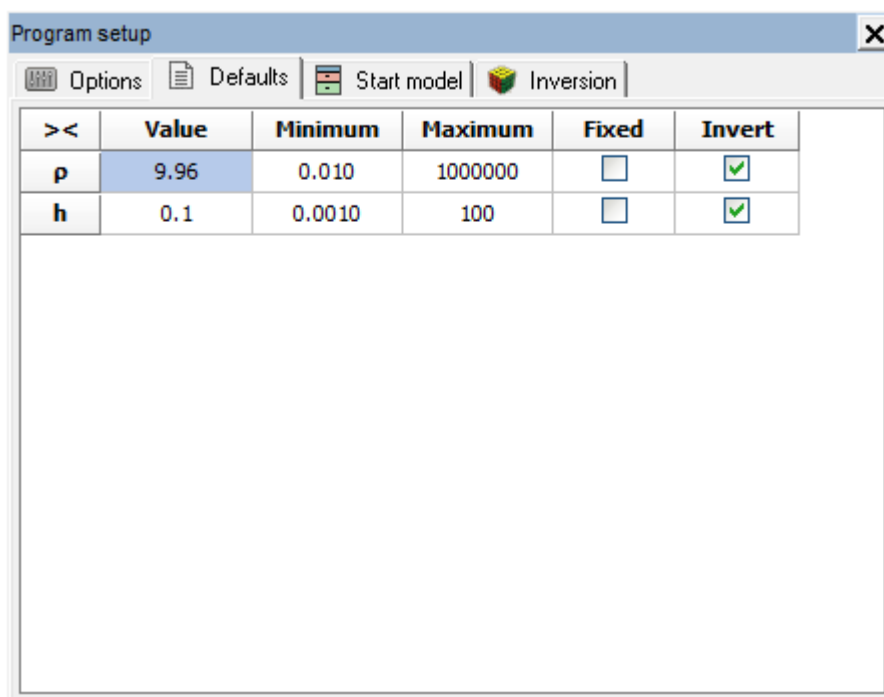 Program setup
Options Defaults Start model Inversion
>< Value Minimum Maximum Fixed Invert
ρ 9.96 0.010 1000000
h 0.1 0.0010 100